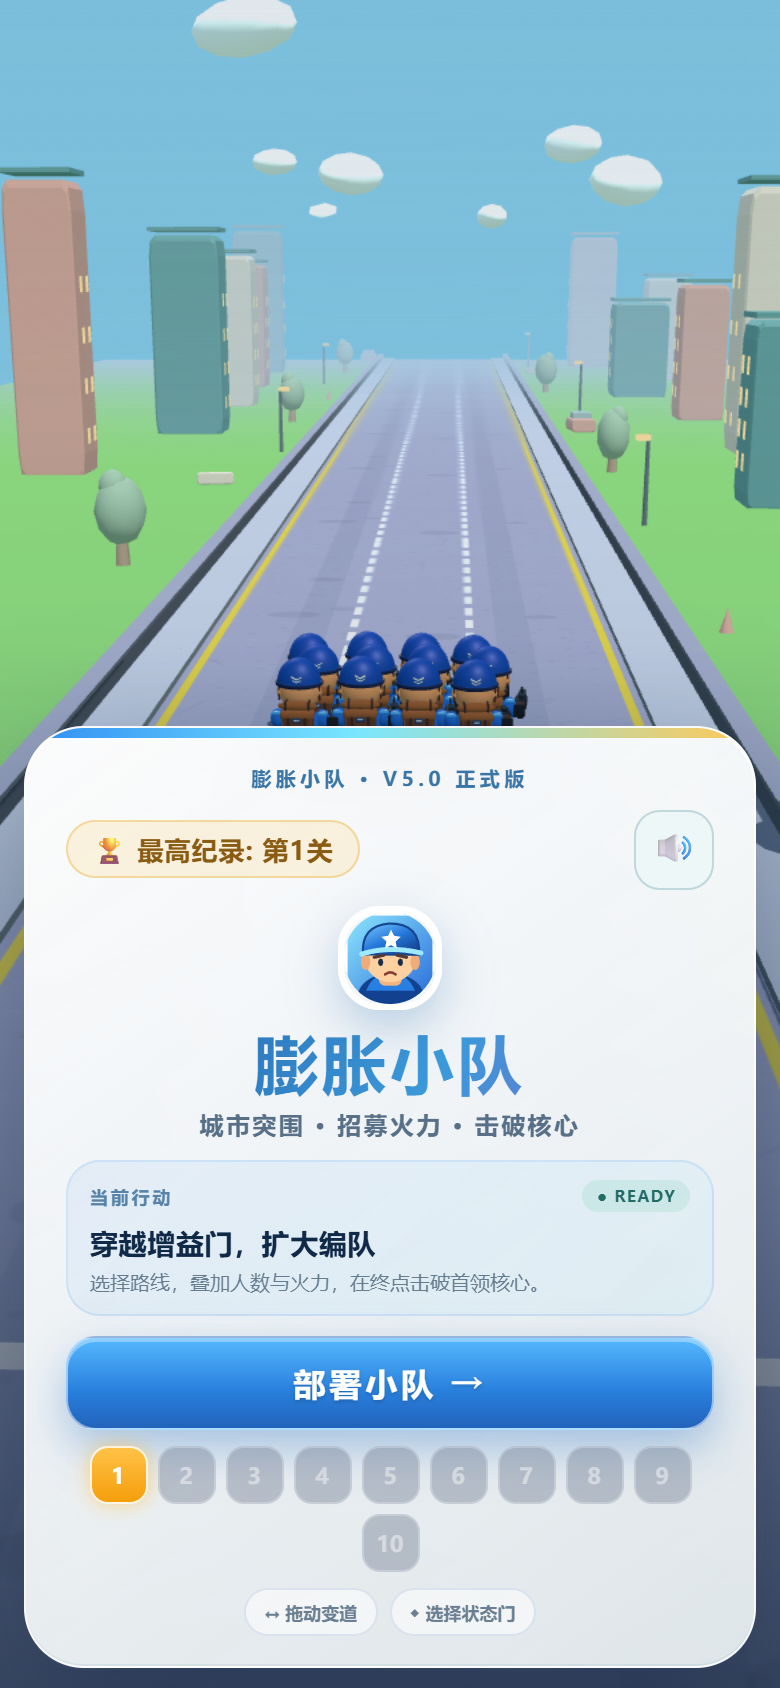 膨胀小队 • V5.0 正式版
🏆 最高纪录: 第1关
膨胀小队
城市突围 • 招募火力 • 击破核心
当前行动
● READY
穿越增益门，扩大编队
选择路线，叠加人数与火力，在终点击破首领核心。
部署小队 →
1 2 3 4 5 6 7 8 9
10
↔ 拖动变道
◆ 选择状态门